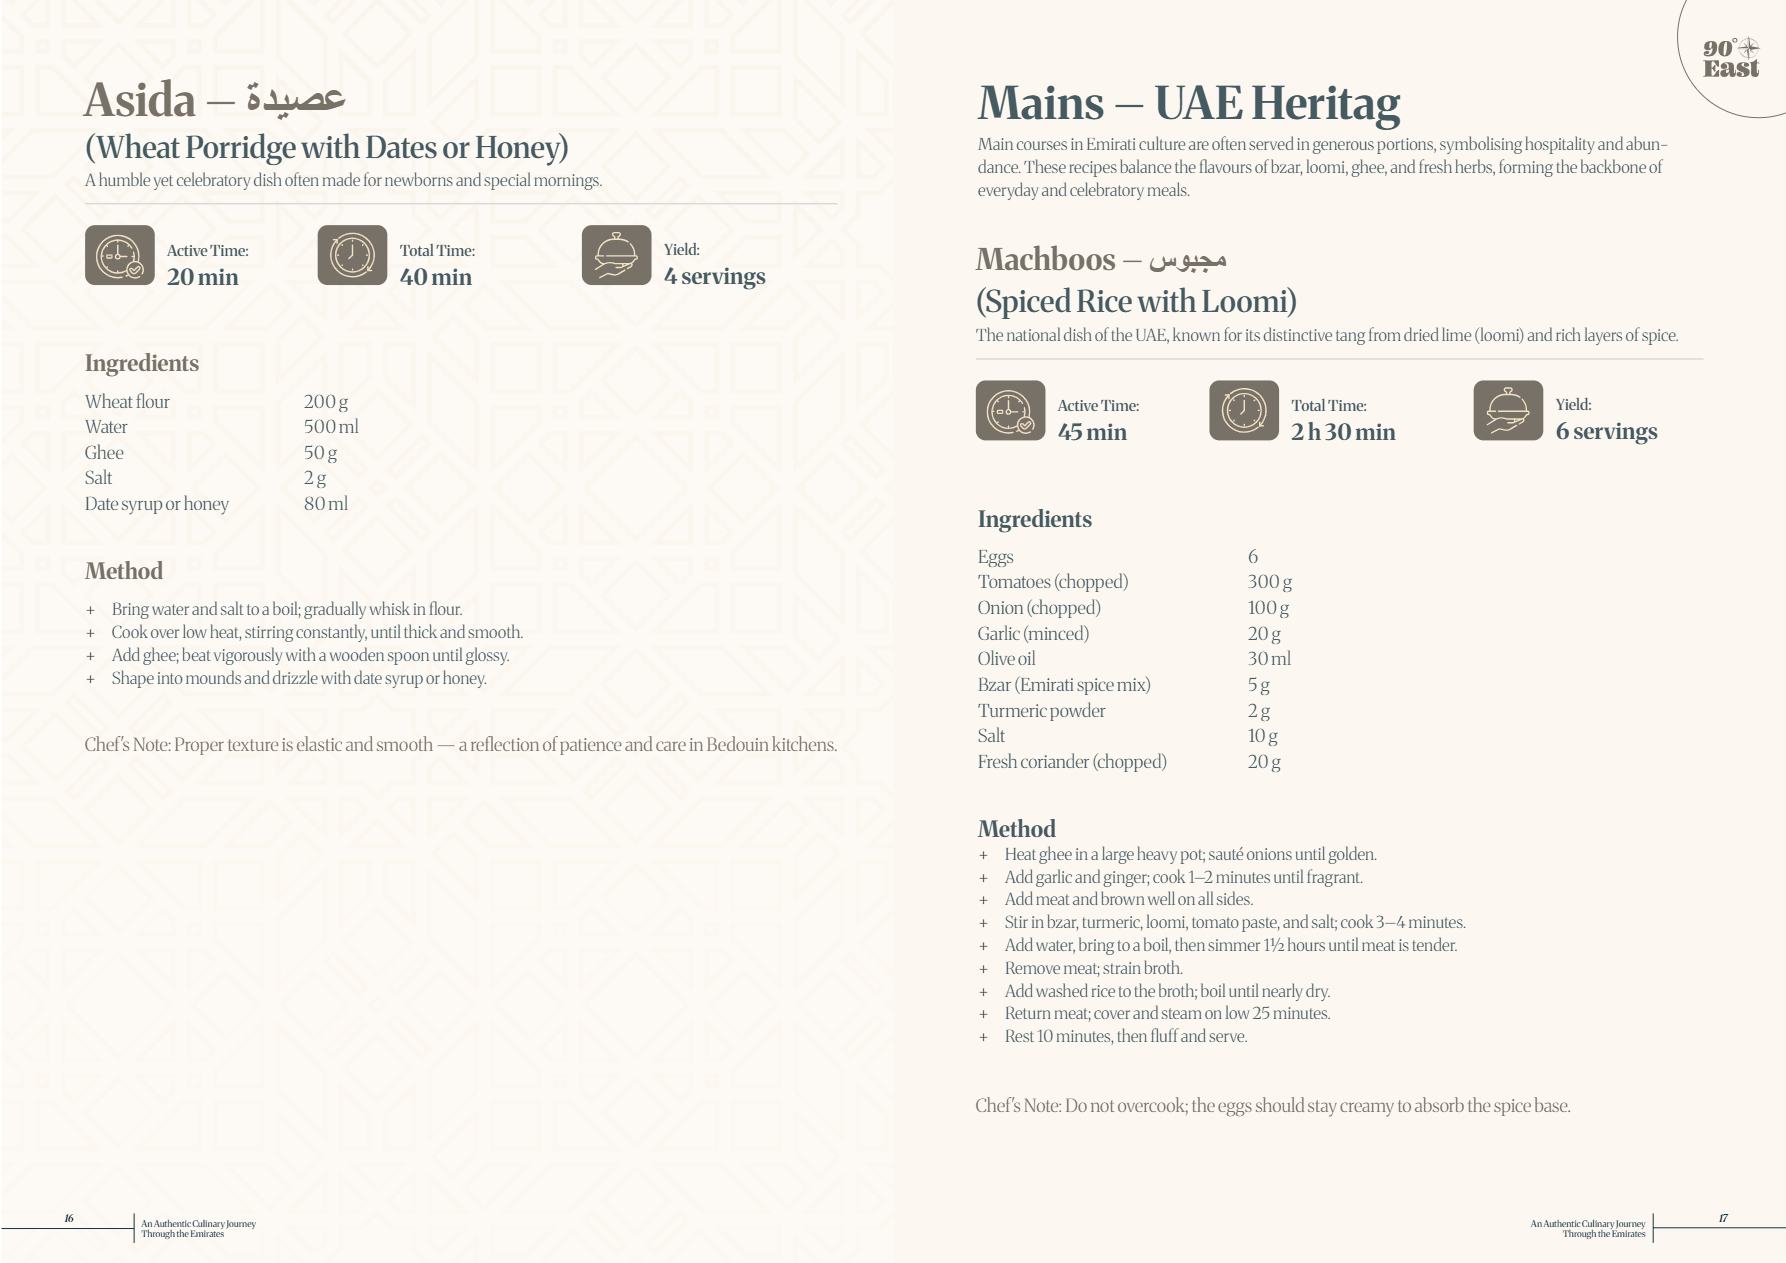 Asida – عصيدة
(Wheat Porridge with Dates or Honey)
A humble yet celebratory dish often made for newborns and special mornings.
Active Time:
20 min
Total Time:
40 min
Yield:
4 servings
Ingredients
Wheat flour 200 g
Water 500 ml
Ghee 50 g
Salt 2 g
Date syrup or honey 80 ml
Method
+ Bring water and salt to a boil; gradually whisk in flour.
+ Cook over low heat, stirring constantly, until thick and smooth.
+ Add ghee; beat vigorously with a wooden spoon until glossy.
+ Shape into mounds and drizzle with date syrup or honey.
Chef's Note: Proper texture is elastic and smooth — a reflection of patience and care in Bedouin kitchens.
16
An Authentic Culinary Journey
Through the Emirates
90°
East
Mains – UAE Heritag
Main courses in Emirati culture are often served in generous portions, symbolising hospitality and abun-
dance. These recipes balance the flavours of bzar, loomi, ghee, and fresh herbs, forming the backbone of
everyday and celebratory meals.
Machboos – مجبوس
(Spiced Rice with Loomi)
The national dish of the UAE, known for its distinctive tang from dried lime (loomi) and rich layers of spice.
Active Time:
45 min
Total Time:
2 h 30 min
Yield:
6 servings
Ingredients
Eggs 6
Tomatoes (chopped) 300 g
Onion (chopped) 100 g
Garlic (minced) 20 g
Olive oil 30 ml
Bzar (Emirati spice mix) 5 g
Turmeric powder 2 g
Salt 10 g
Fresh coriander (chopped) 20 g
Method
+ Heat ghee in a large heavy pot; sauté onions until golden.
+ Add garlic and ginger; cook 1–2 minutes until fragrant.
+ Add meat and brown well on all sides.
+ Stir in bzar, turmeric, loomi, tomato paste, and salt; cook 3–4 minutes.
+ Add water, bring to a boil, then simmer 1½ hours until meat is tender.
+ Remove meat; strain broth.
+ Add washed rice to the broth; boil until nearly dry.
+ Return meat; cover and steam on low 25 minutes.
+ Rest 10 minutes, then fluff and serve.
Chef's Note: Do not overcook; the eggs should stay creamy to absorb the spice base.
An Authentic Culinary Journey
Through the Emirates
17